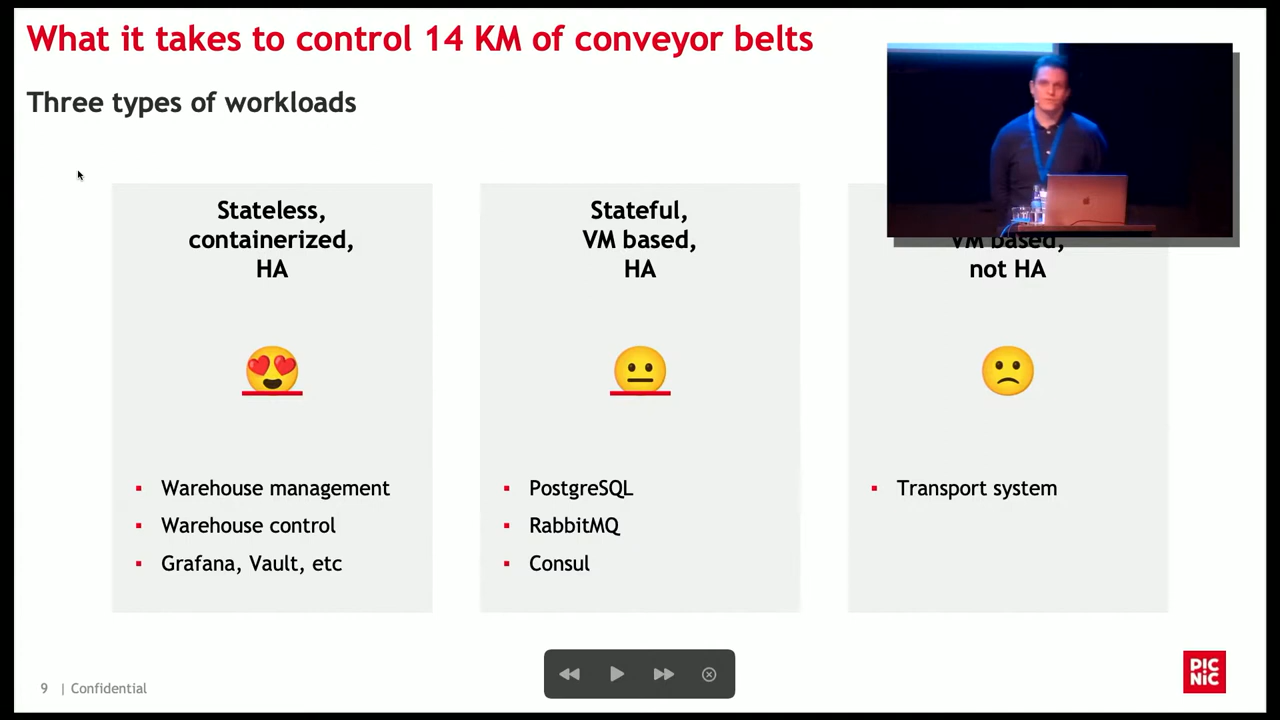 What it takes to control 14 KM of conveyor belts
Three types of workloads
Stateless,
containerized,
HA
Warehouse management
Warehouse control
Grafana, Vault, etc
Stateful,
VM based,
HA
PostgreSQL
RabbitMQ
Consul
VM based,
not HA
Transport system
9 | Confidential
PIC
NIC